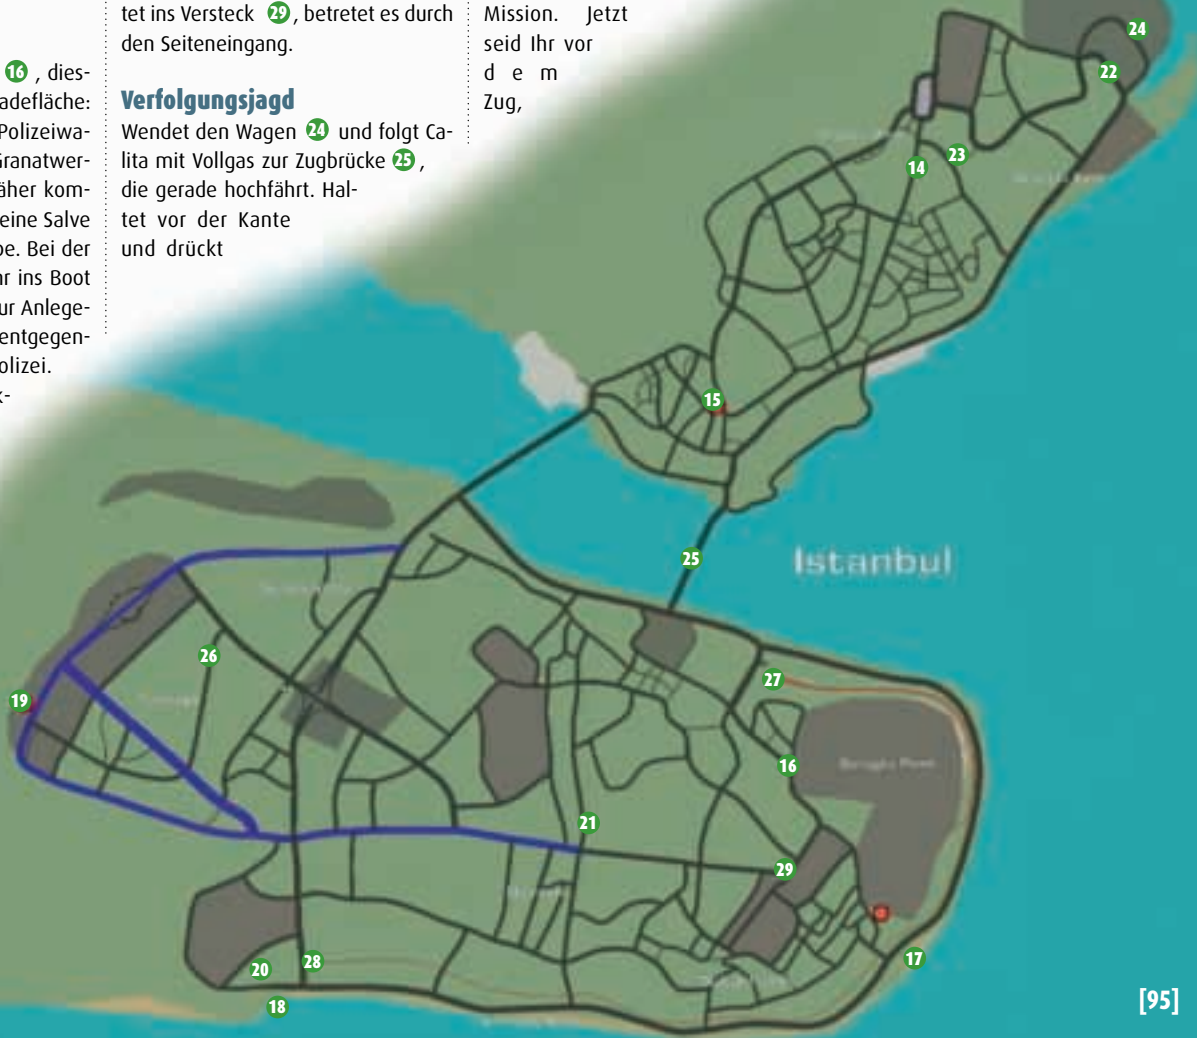 16 , dies-
adefläche:
Polizeiwa-
Granatwer-
äher kom-
eine Salve
be. Bei der
hr ins Boot
ur Anlege-
entgegen-
olizei.
k-
tet ins Versteck 29 , betretet es durch
den Seiteneingang.
Verfolgungsjagd
Wendet den Wagen 24 und folgt Ca-
lita mit Vollgas zur Zugbrücke 25 ,
die gerade hochfährt. Hal-
tet vor der Kante
und drückt
Mission. Jetzt
seid Ihr vor
d e m
Zug,
24
22
23
14
15
25
Istanbul
26
27
19
16
21
29
17
28
20
18
[95]